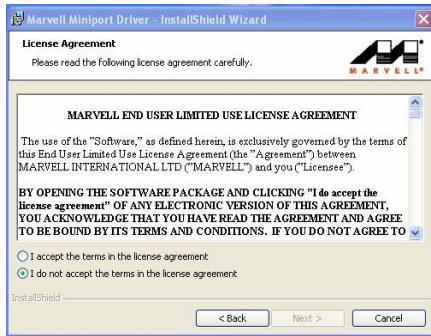 Marvell Miniport Driver - InstallShield Wizard
License Agreement
Please read the following license agreement carefully.
MARVELL®
MARVELL END USER LIMITED USE LICENSE AGREEMENT
The use of the "Software," as defined herein, is exclusively governed by the terms of
this End User Limited Use License Agreement (the "Agreement") between
MARVELL INTERNATIONAL LTD ("MARVELL") and you ("Licensee").
BY OPENING THE SOFTWARE PACKAGE AND CLICKING "I do accept the
license agreement" OF ANY ELECTRONIC VERSION OF THIS AGREEMENT,
YOU ACKNOWLEDGE THAT YOU HAVE READ THE AGREEMENT AND AGREE
TO BE BOUND BY ITS TERMS AND CONDITIONS. IF YOU DO NOT AGREE TO
I accept the terms in the license agreement
I do not accept the terms in the license agreement
InstallShield
< Back Next > Cancel